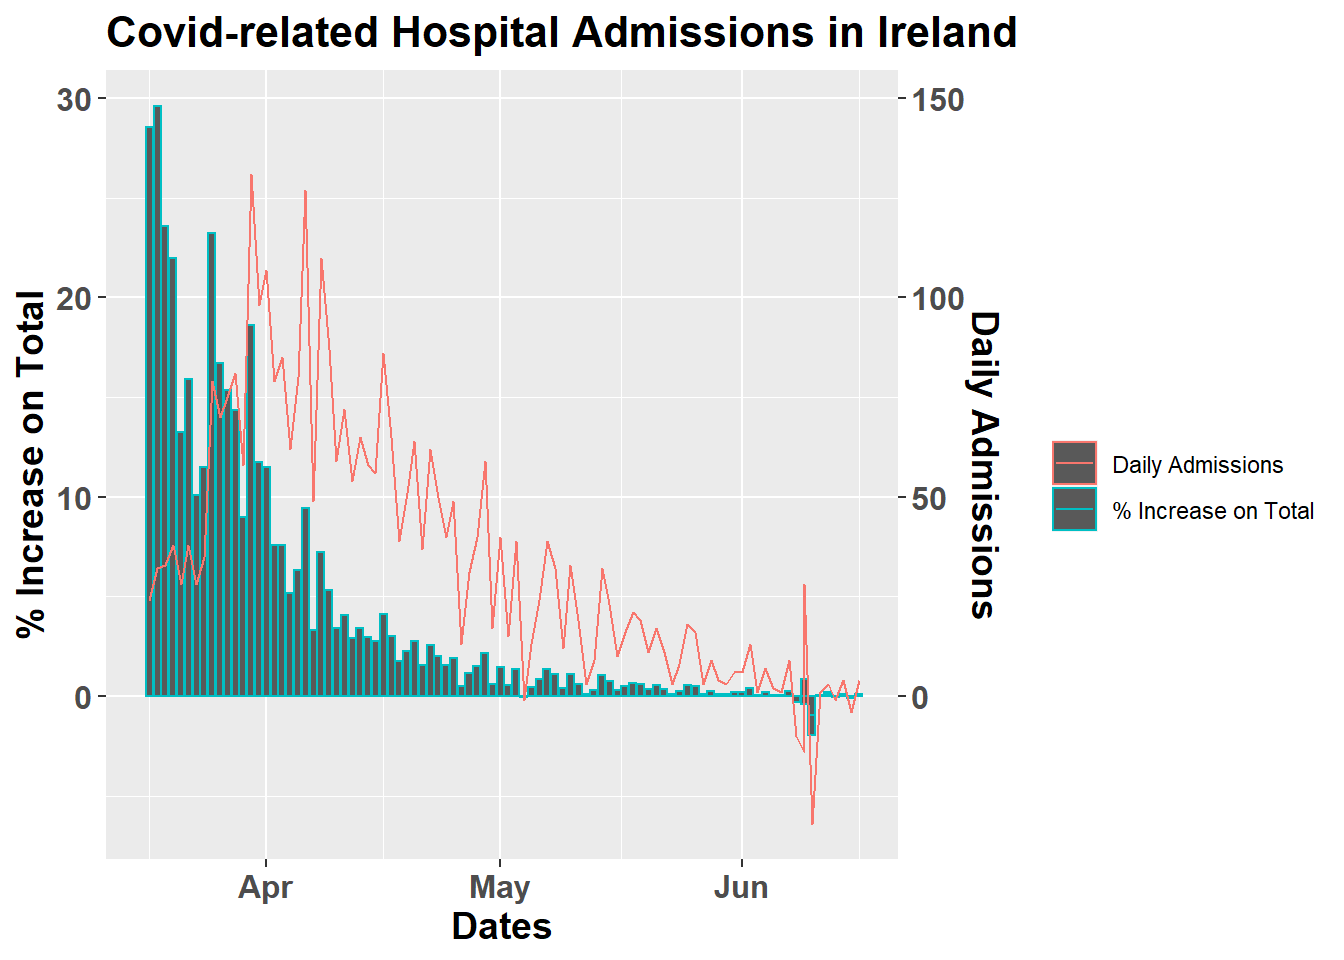 Covid-related Hospital Admissions in Ireland
30
20
10
0
% Increase on Total
150
100
50
0
Daily Admissions
Apr
May
Jun
Dates
Daily Admissions
% Increase on Total